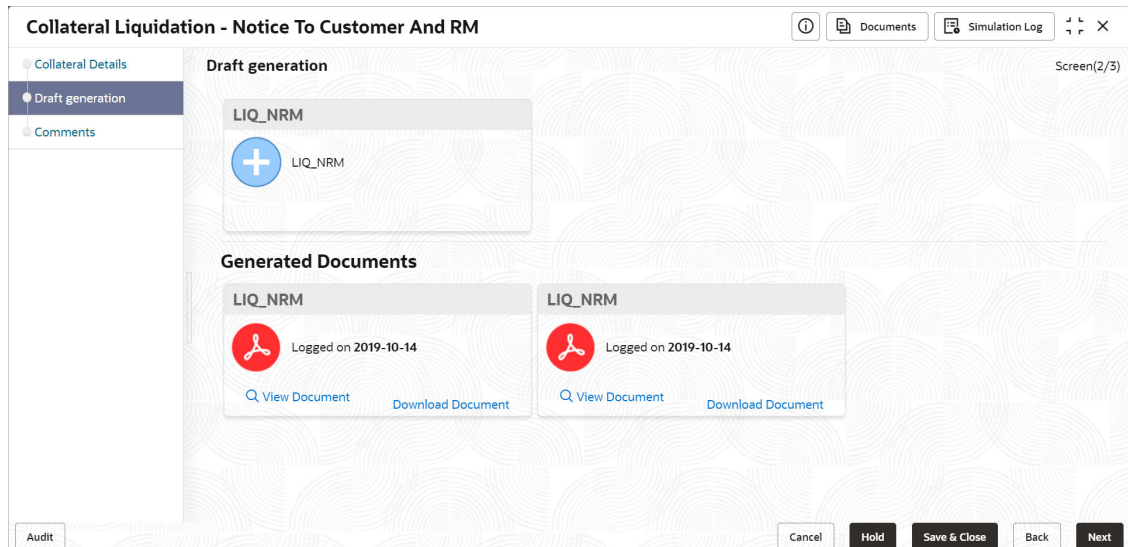 Collateral Liquidation - Notice To Customer And RM
Documents
Simulation Log
Collateral Details
Draft generation
Comments
Draft generation
Screen(2/3)
LIQ_NRM
LIQ_NRM
Generated Documents
LIQ_NRM
Logged on 2019-10-14
View Document
Download Document
LIQ_NRM
Logged on 2019-10-14
View Document
Download Document
Audit
Cancel
Hold
Save & Close
Back
Next